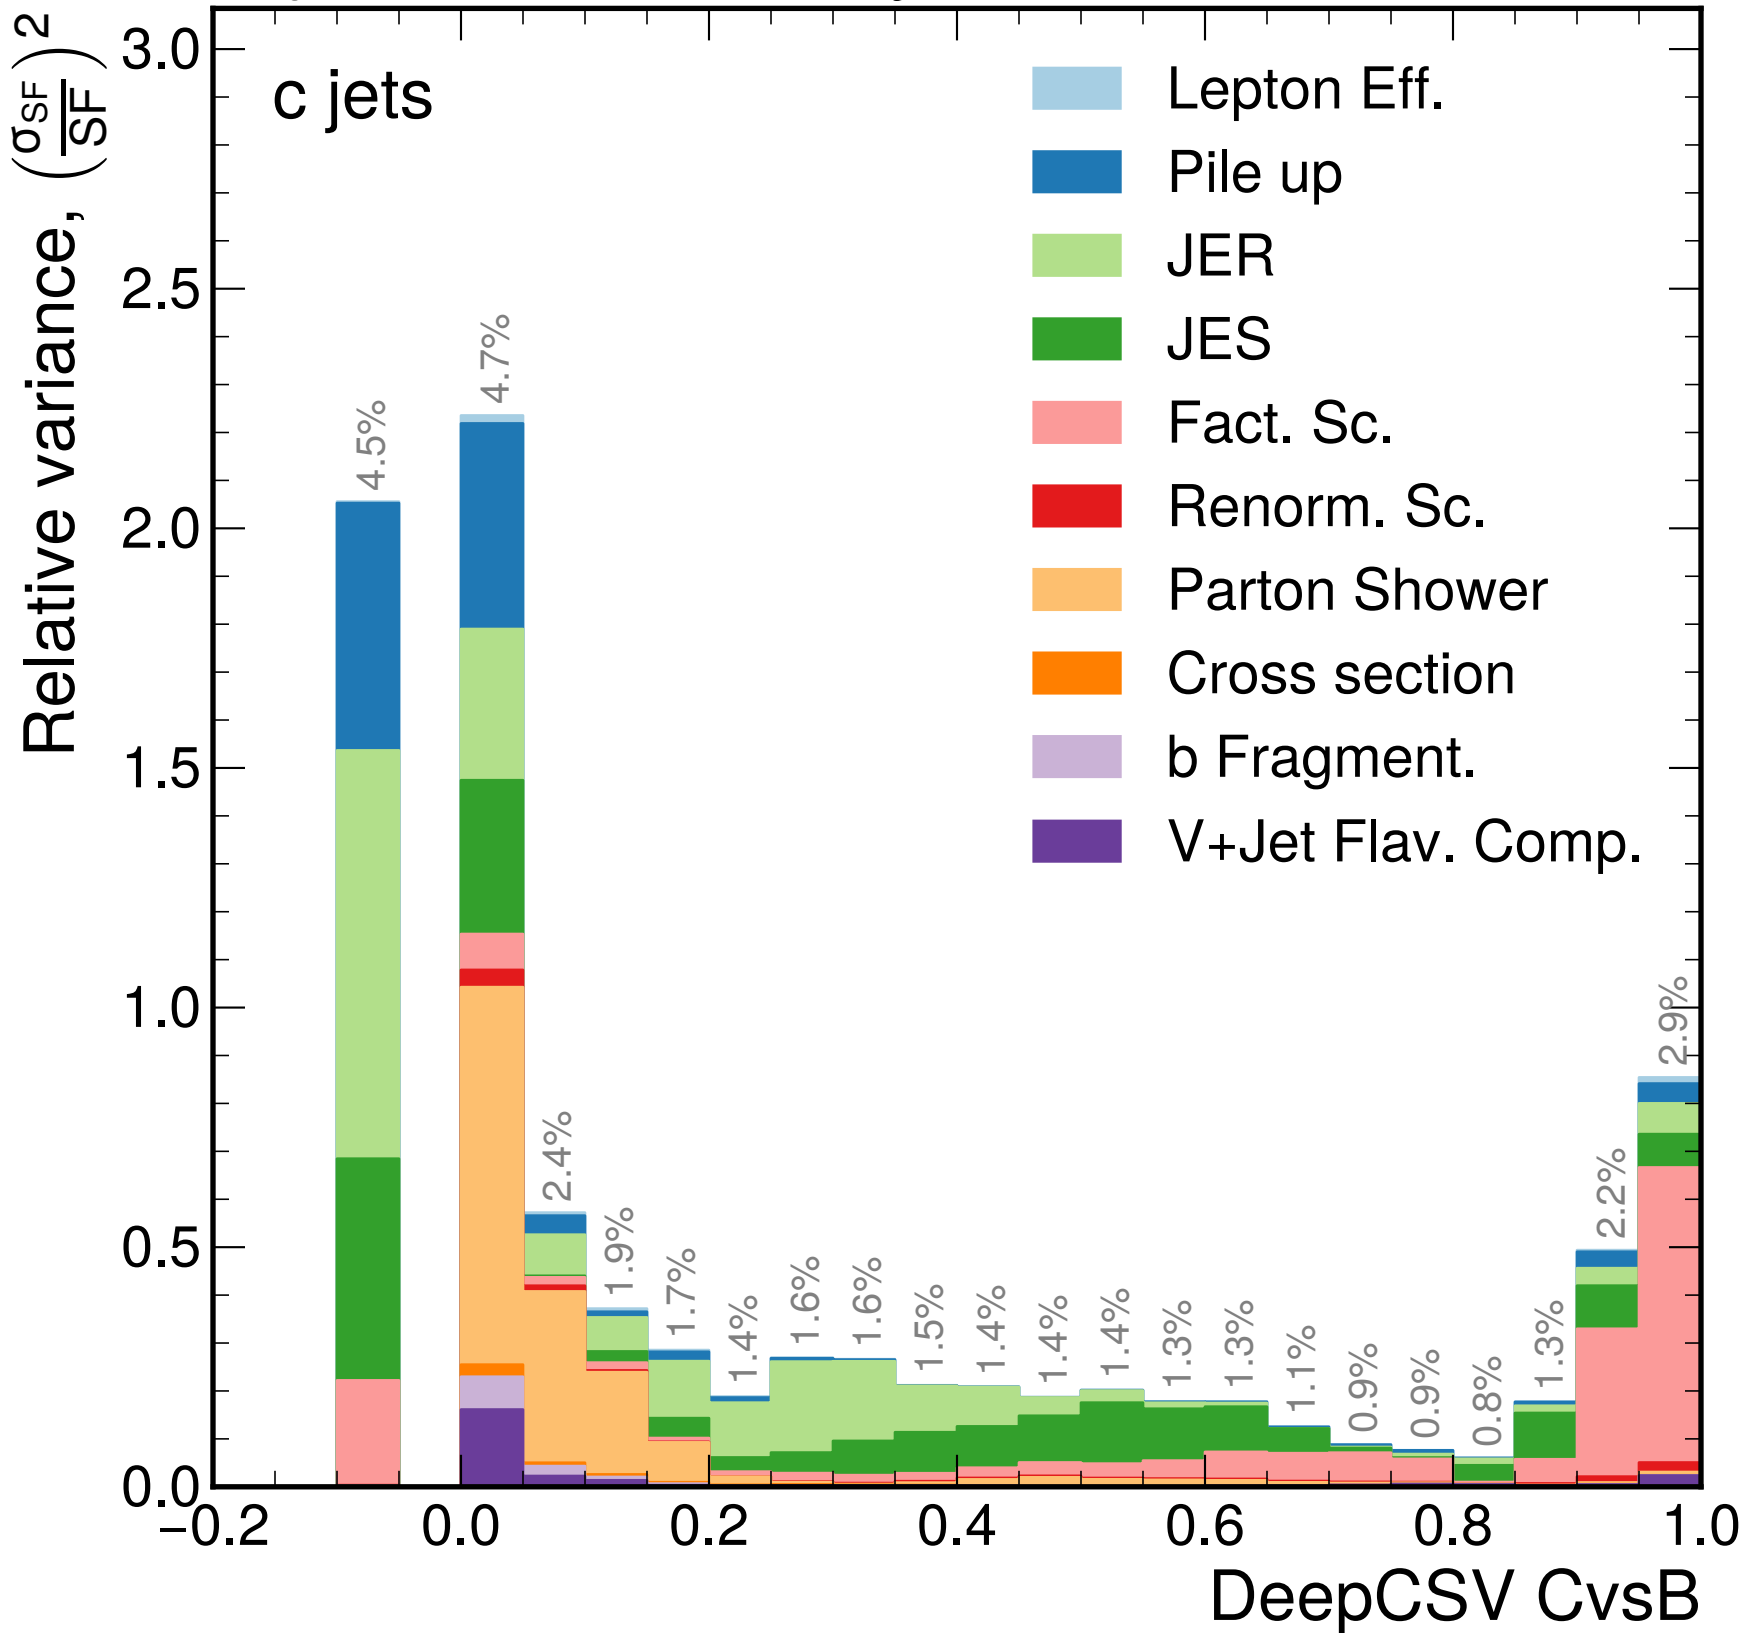 Relative variance, (σSF/SF)²
c jets
Lepton Eff.
Pile up
JER
JES
Fact. Sc.
Renorm. Sc.
Parton Shower
Cross section
b Fragment.
V+Jet Flav. Comp.
3.0
2.5
2.0
1.5
1.0
0.5
0.0
4.5%
4.7%
2.4%
1.9%
1.7%
1.4%
1.6%
1.6%
1.5%
1.4%
1.4%
1.4%
1.3%
1.3%
1.1%
0.9%
0.9%
0.8%
1.3%
2.2%
2.9%
−0.2 0.0 0.2 0.4 0.6 0.8 1.0
DeepCSV CvsB